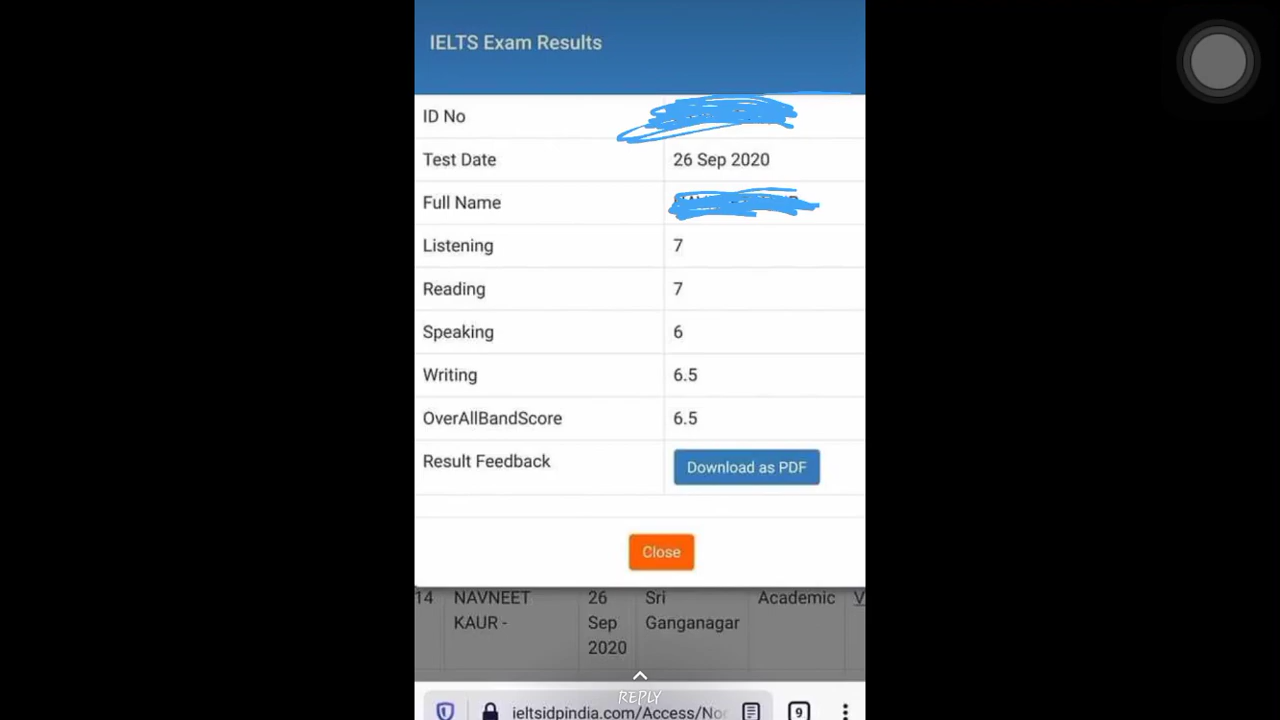 IELTS Exam Results
ID No
Test Date 26 Sep 2020
Full Name
Listening 7
Reading 7
Speaking 6
Writing 6.5
OverAllBandScore 6.5
Result Feedback Download as PDF
Close
14 NAVNEET 26 Sri Academic
KAUR - Sep Ganganagar
2020
REPLY
ieltsidpindia.com/Access/ 9